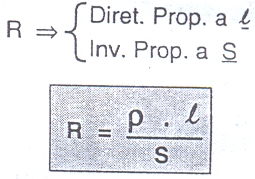 R ⇒ { Diret. Prop. a ℓ
Inv. Prop. a S
R = ρ . ℓ / S